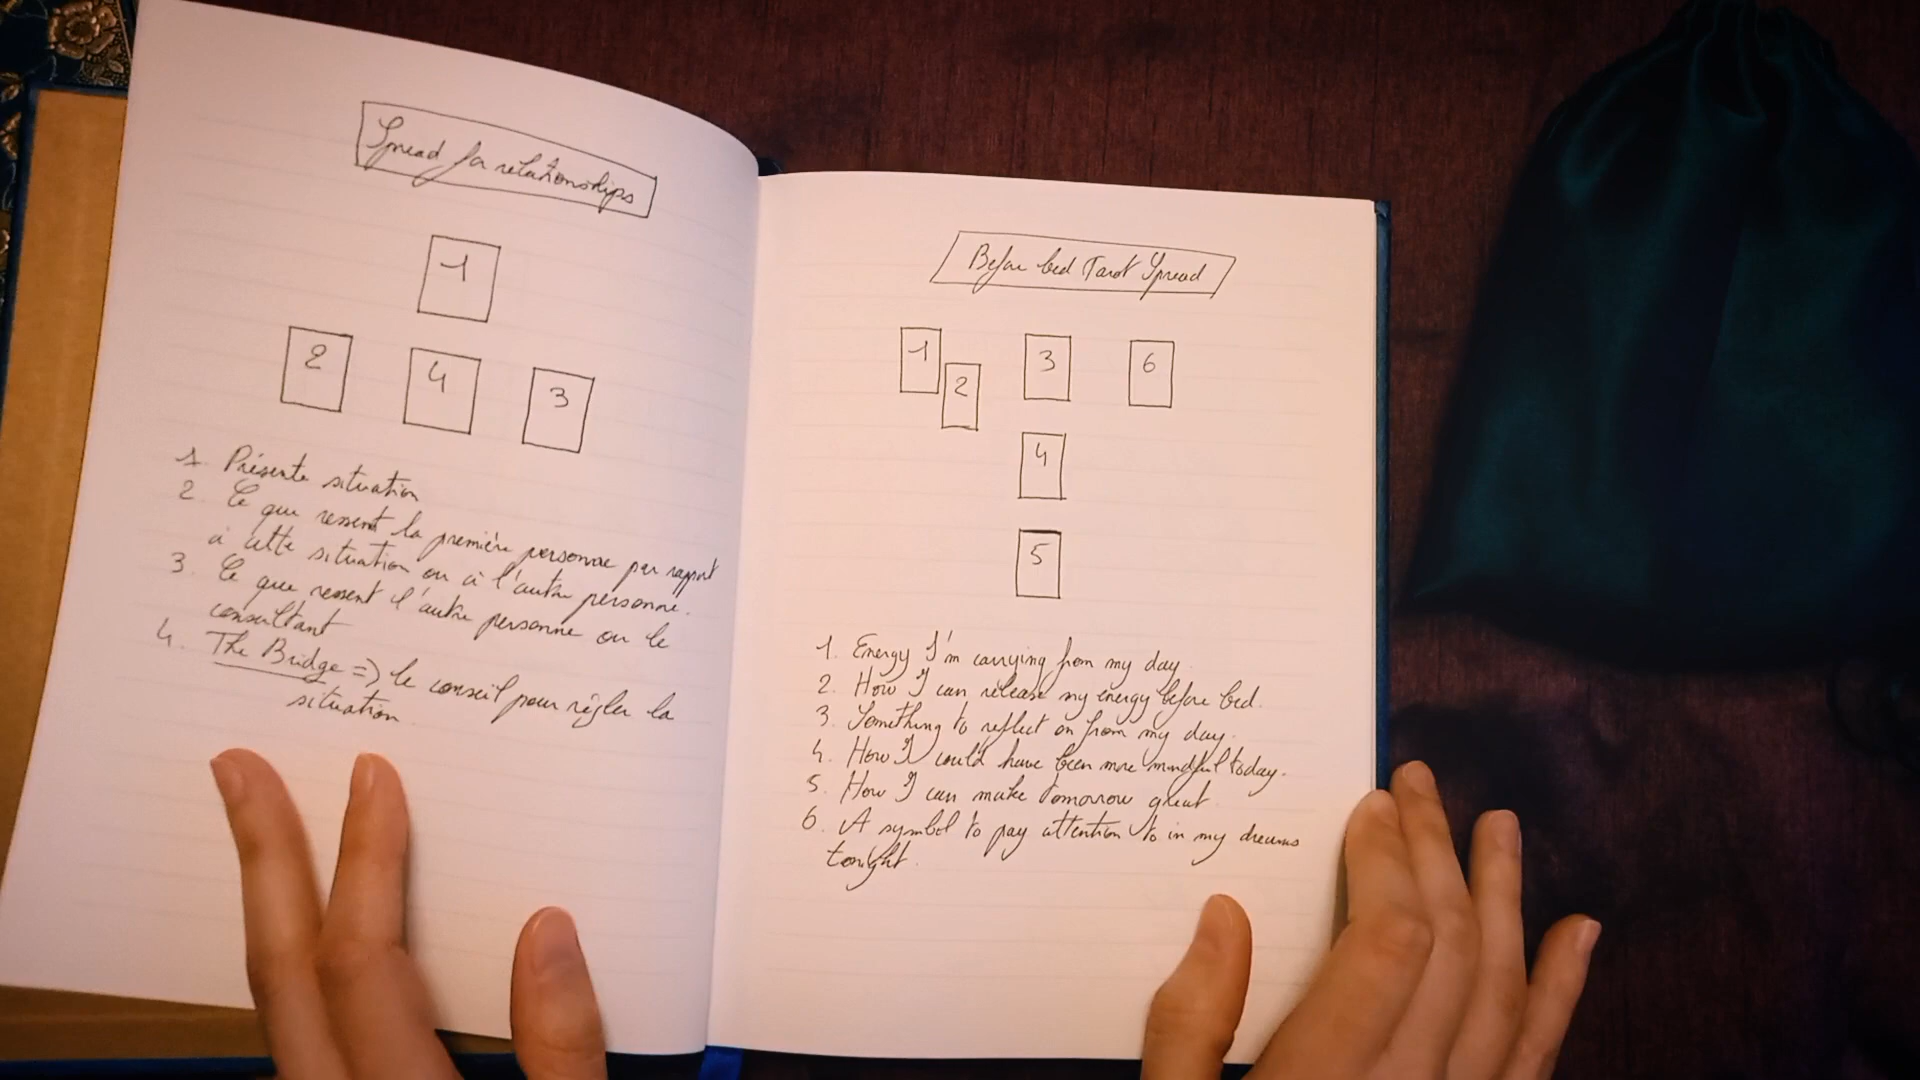 Spread for relationships
1
2
4
3
1. Présente situation
2. Ce que ressent la première personne par rapport
à cette situation ou à l'autre personne.
3. Ce que ressent l'autre personne ou le
consultant
4. The Bridge => le conseil pour régler la
situation.
Before bed Tarot Spread
1
2
3
6
4
5
1. Energy I'm carrying from my day
2. How I can release my energy before bed.
3. Something to reflect on from my day.
4. How I could have been more mindful today.
5. How I can make tomorrow great.
6. A symbol to pay attention to in my dreams
tonight.